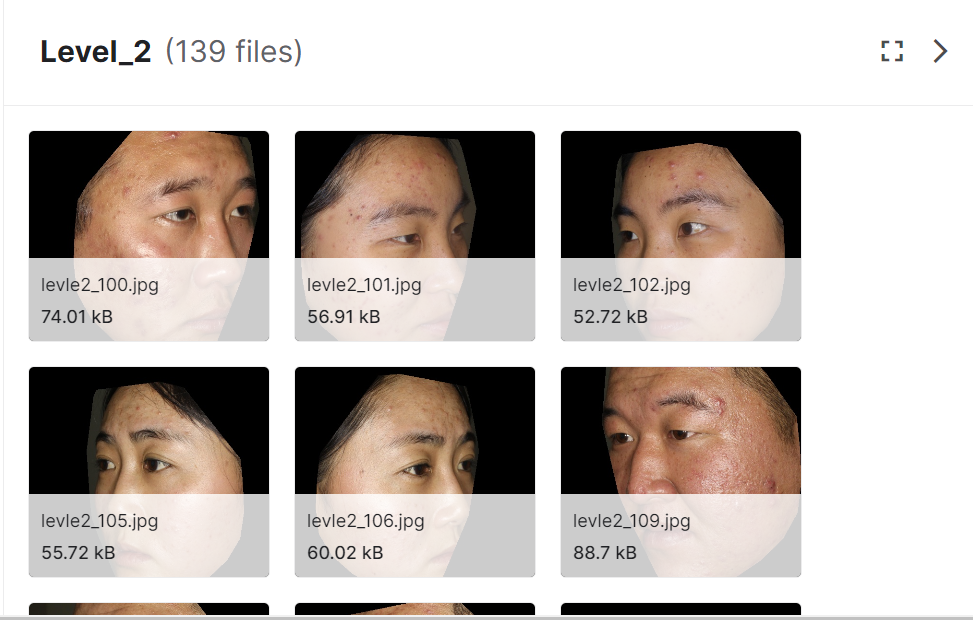 Level_2 (139 files)
levle2_100.jpg
74.01 kB
levle2_101.jpg
56.91 kB
levle2_102.jpg
52.72 kB
levle2_105.jpg
55.72 kB
levle2_106.jpg
60.02 kB
levle2_109.jpg
88.7 kB